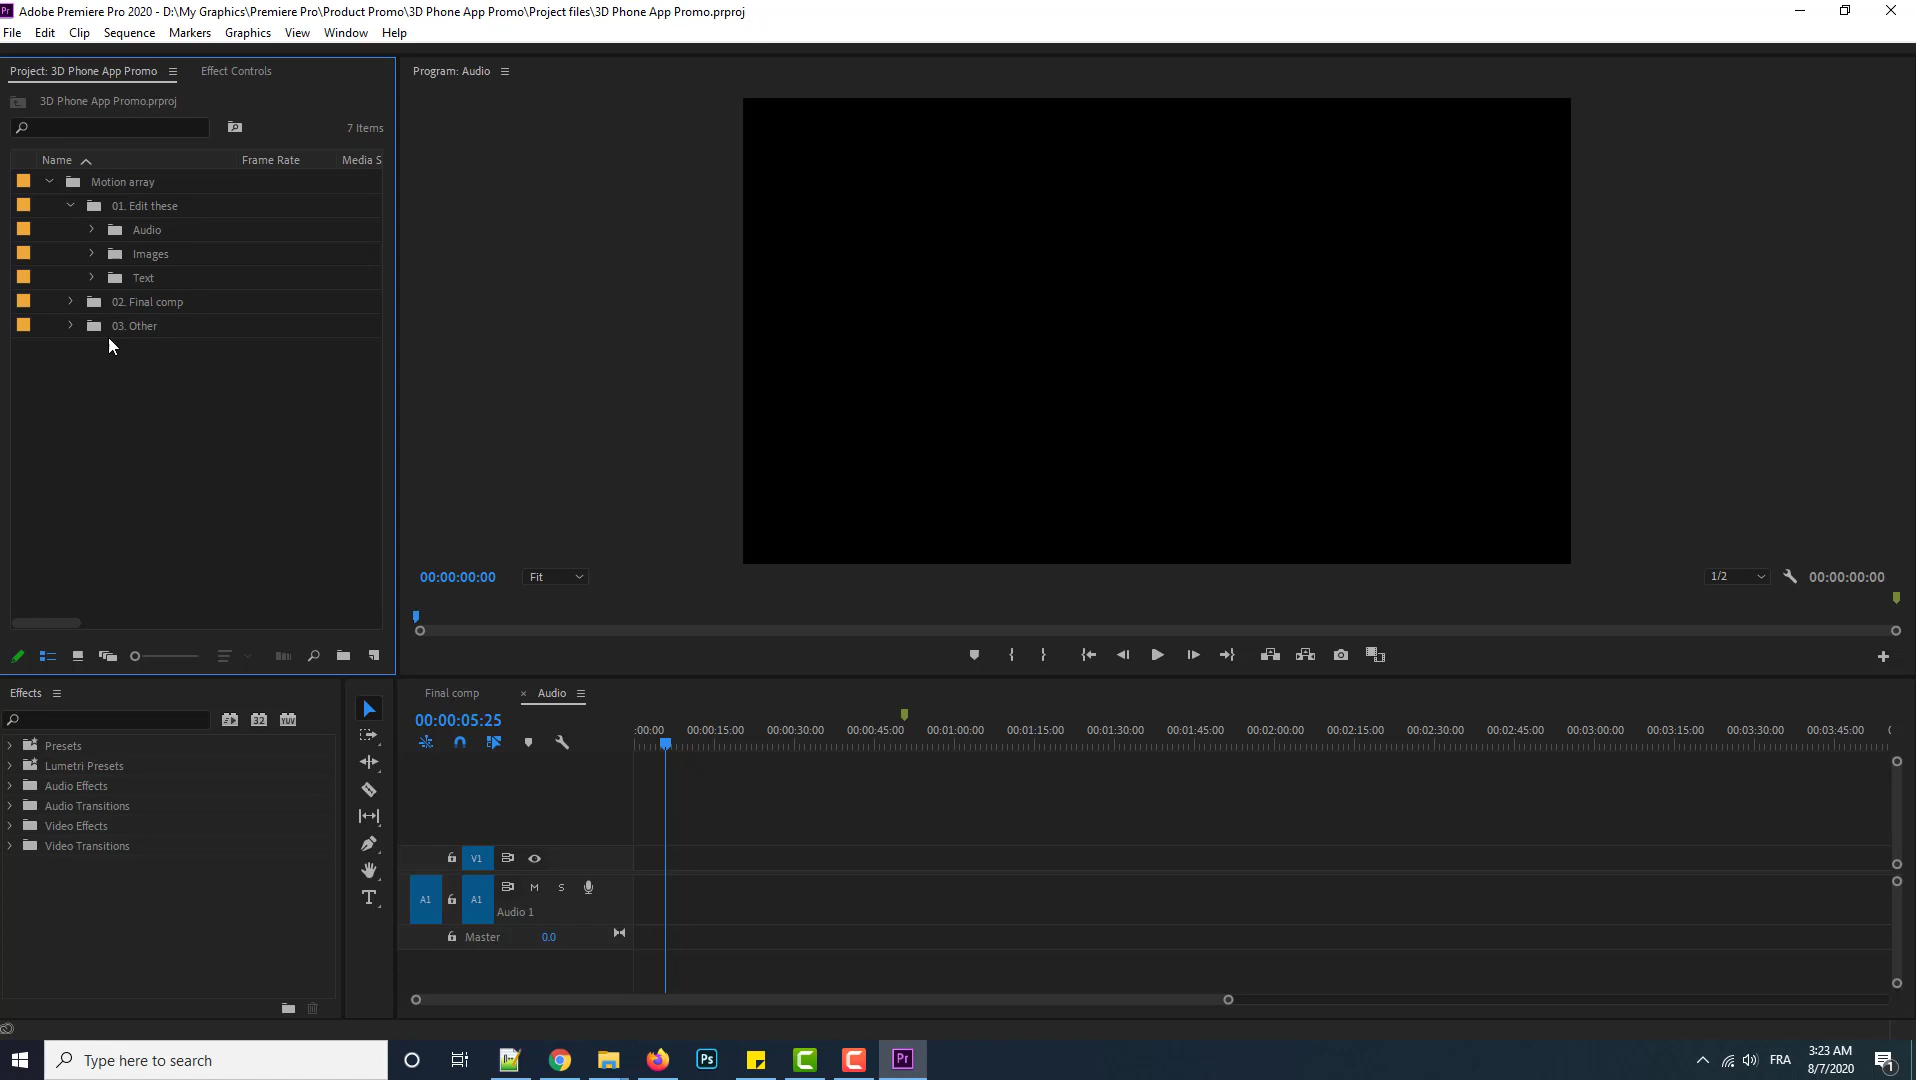 Adobe Premiere Pro 2020 - D:\My Graphics\Premiere Pro\Product Promo\3D Phone App Promo\Project files\3D Phone App Promo.prproj
File Edit Clip Sequence Markers Graphics View Window Help
Project: 3D Phone App Promo Effect Controls
Program: Audio
3D Phone App Promo.prproj
7 Items
Name Frame Rate Media S
Motion array
01. Edit these
Audio
Images
Text
02. Final comp
03. Other
00:00:00:00 Fit 1/2 00:00:00:00
Effects
Final comp × Audio
00:00:05:25
32 YUV
:00:00 00:00:15:00 00:00:30:00 00:00:45:00 00:01:00:00 00:01:15:00 00:01:30:00 00:01:45:00 00:02:00:00 00:02:15:00 00:02:30:00 00:02:45:00 00:03:00:00 00:03:15:00 00:03:30:00 00:03:45:00
Presets
Lumetri Presets
Audio Effects
Audio Transitions
Video Effects
Video Transitions
V1
A1 A1 M S
Audio 1
Master 0.0
Type here to search
Ps
Pr
FRA
3:23 AM
8/7/2020
1